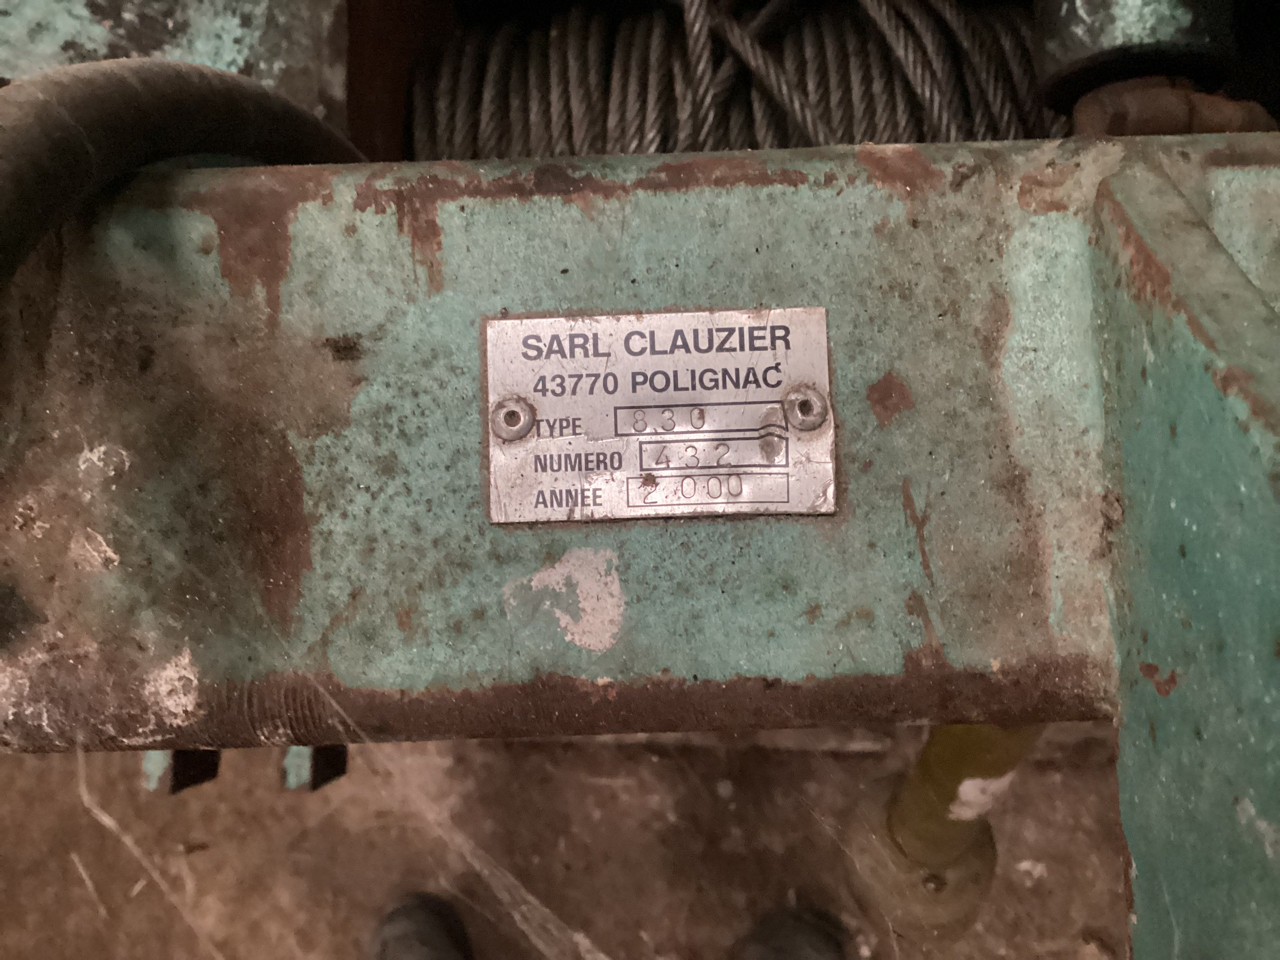 SARL CLAUZIER
43770 POLIGNAC
TYPE 830
NUMERO 432
ANNEE 2000